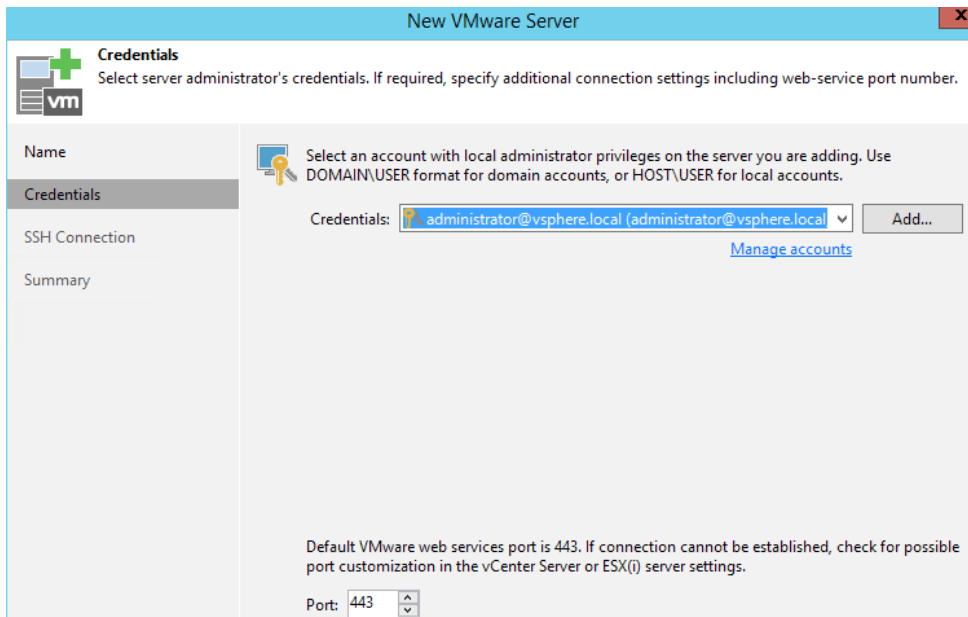 New VMware Server
X
Credentials
Select server administrator's credentials. If required, specify additional connection settings including web-service port number.
vm
Name
Credentials
SSH Connection
Summary
Select an account with local administrator privileges on the server you are adding. Use
DOMAIN\USER format for domain accounts, or HOST\USER for local accounts.
Credentials: administrator@vsphere.local (administrator@vsphere.local Add...
Manage accounts
Default VMware web services port is 443. If connection cannot be established, check for possible
port customization in the vCenter Server or ESX(i) server settings.
Port: 443